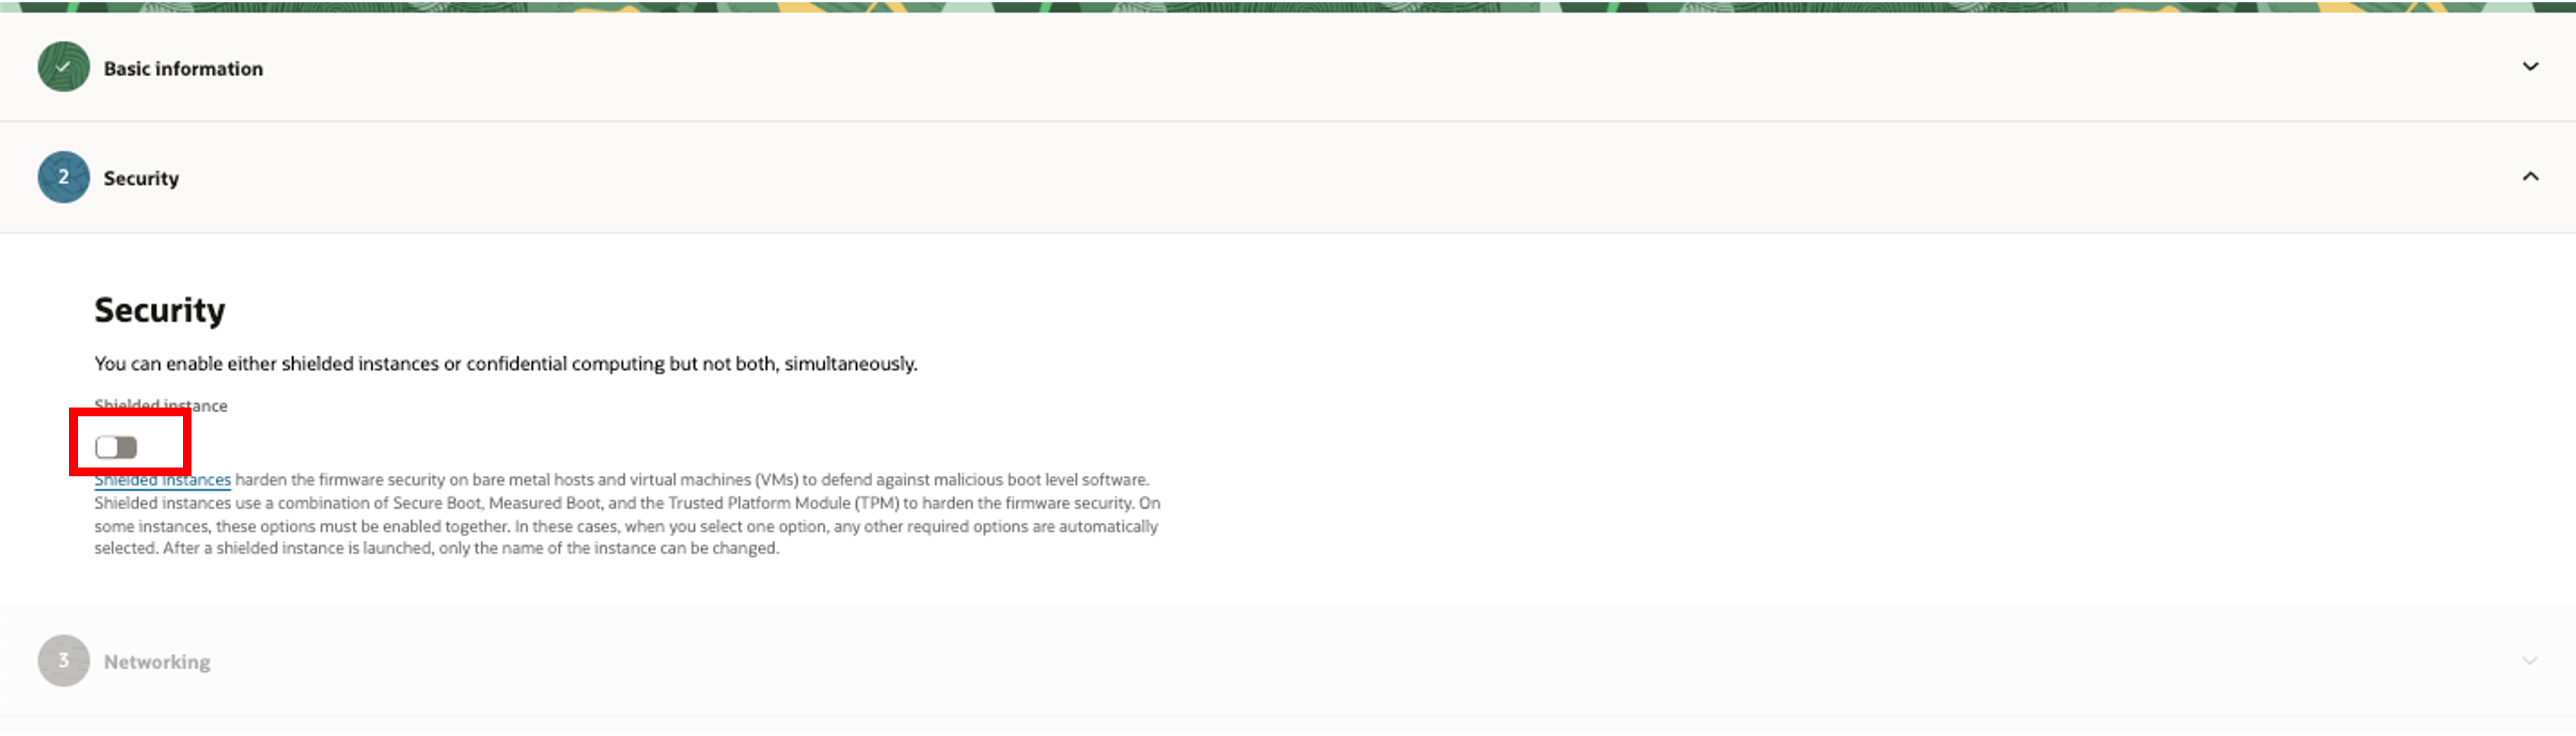 Basic information
2
Security
Security
You can enable either shielded instances or confidential computing but not both, simultaneously.
Shielded instance
Shielded instances harden the firmware security on bare metal hosts and virtual machines (VMs) to defend against malicious boot level software.
Shielded instances use a combination of Secure Boot, Measured Boot, and the Trusted Platform Module (TPM) to harden the firmware security. On
some instances, these options must be enabled together. In these cases, when you select one option, any other required options are automatically
selected. After a shielded instance is launched, only the name of the instance can be changed.
3
Networking